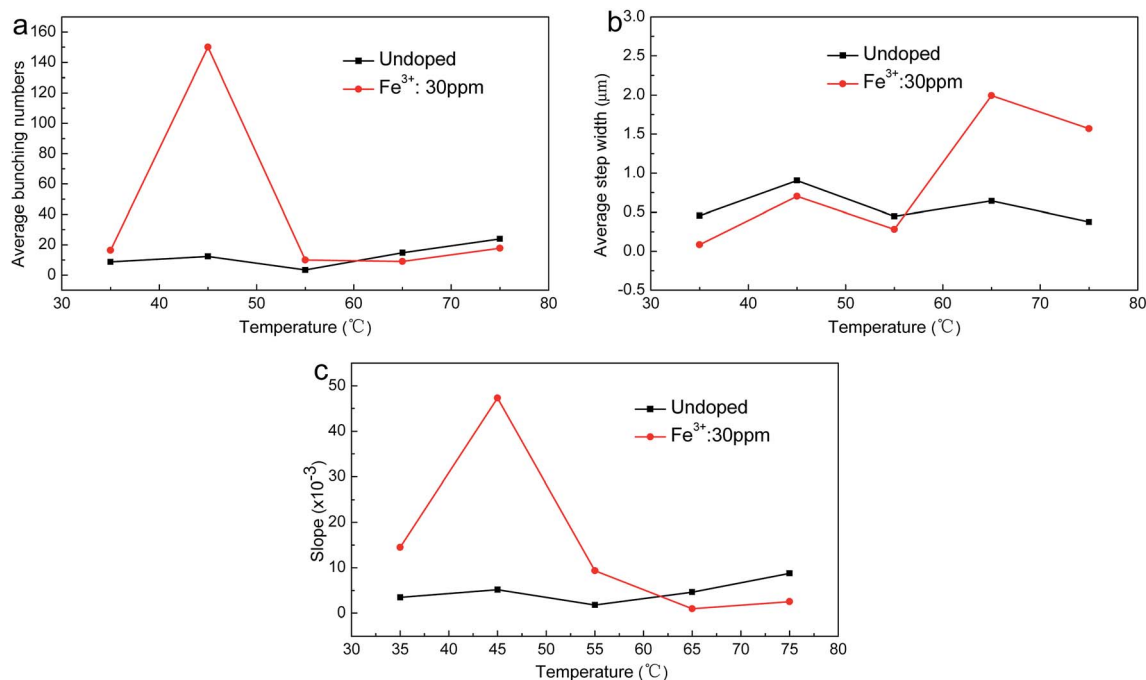 a
160
140
120
100
80
60
40
20
0
30 40 50 60 70 80
Average bunching numbers
Temperature (℃)
Undoped
Fe³⁺: 30ppm
b
3.0
2.5
2.0
1.5
1.0
0.5
0.0
-0.5
30 40 50 60 70 80
Average step width (μm)
Temperature (℃)
Undoped
Fe³⁺:30ppm
c
50
40
30
20
10
0
30 35 40 45 50 55 60 65 70 75 80
Slope (x10⁻³)
Temperature (℃)
Undoped
Fe³⁺:30ppm